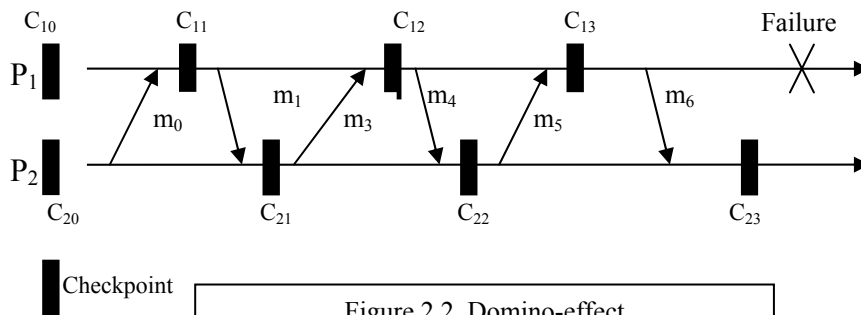 C10 C11 C12 C13 Failure
P1
m0 m1 m3 m4 m5 m6
P2
C20 C21 C22 C23
Checkpoint
Figure 2.2 Domino-effect